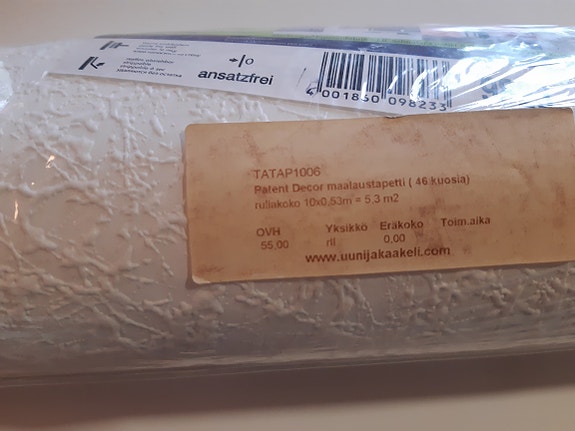 ansatzfrei
4 001860 098233
TATAP1006
Patent Decor maalaustapetti ( 46 kuosia)
rullakoko 10x0,53m = 5,3 m2
OVH Yksikkö Eräkoko Toim.aika
55,00 rll 0,00
www.uunijakaakeli.com